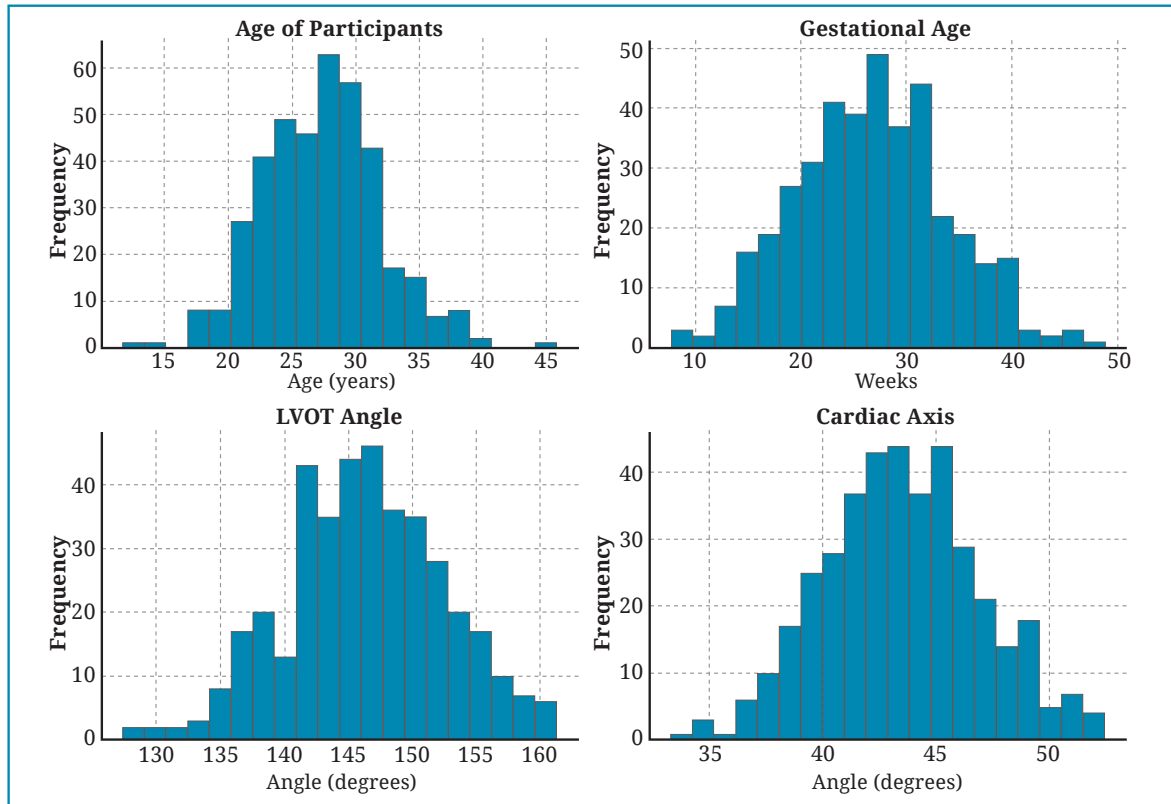 Age of Participants
Frequency
60
50
40
30
20
10
0
15 20 25 30 35 40 45
Age (years)
Gestational Age
Frequency
50
40
30
20
10
0
10 20 30 40 50
Weeks
LVOT Angle
Frequency
40
30
20
10
0
130 135 140 145 150 155 160
Angle (degrees)
Cardiac Axis
Frequency
40
30
20
10
0
35 40 45 50
Angle (degrees)